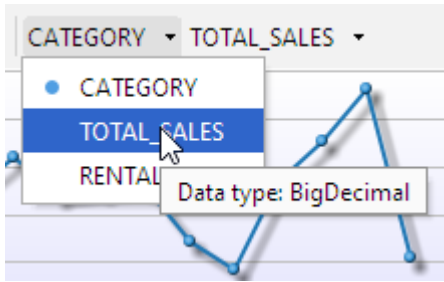 CATEGORY TOTAL_SALES
CATEGORY
TOTAL_SALES
RENTAL
Data type: BigDecimal